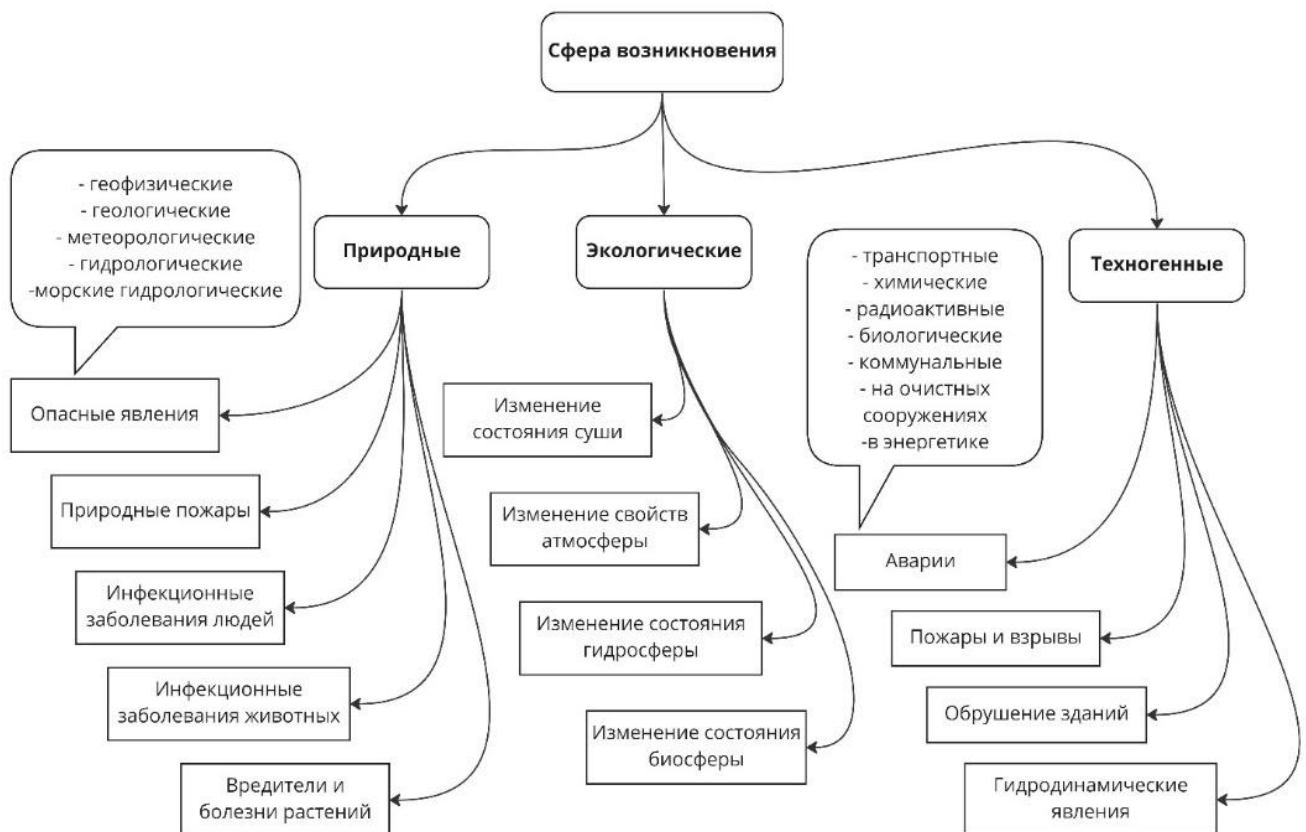 Сфера возникновения
- геофизические
- геологические
- метеорологические
- гидрологические
-морские гидрологические
Природные
Экологические
Техногенные
- транспортные
- химические
- радиоактивные
- биологические
- коммунальные
- на очистных
сооружениях
-в энергетике
Опасные явления
Природные пожары
Инфекционные
заболевания людей
Инфекционные
заболевания животных
Вредители и
болезни растений
Изменение
состояния суши
Изменение свойств
атмосферы
Изменение состояния
гидросферы
Изменение состояния
биосферы
Аварии
Пожары и взрывы
Обрушение зданий
Гидродинамические
явления